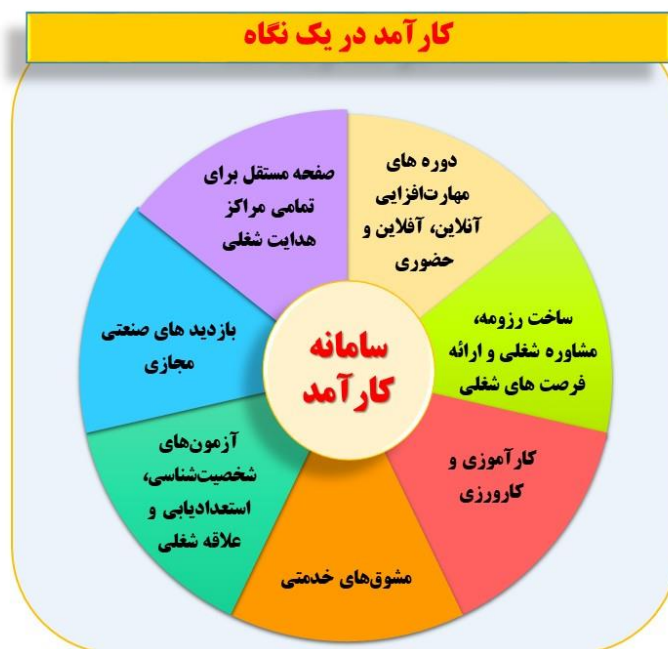 کارآمد در یک نگاه
دوره های
مهارت‌افزایی
آنلاین، آفلاین و
حضوری
ساخت رزومه،
مشاوره شغلی و ارائه
فرصت های شغلی
کارآموزی و
کارورزی
مشوق‌های خدمتی
آزمون‌های
شخصیت‌شناسی،
استعدادیابی و
علاقه شغلی
بازدید های صنعتی
مجازی
صفحه مستقل برای
تمامی مراکز
هدایت شغلی
سامانه
کارآمد